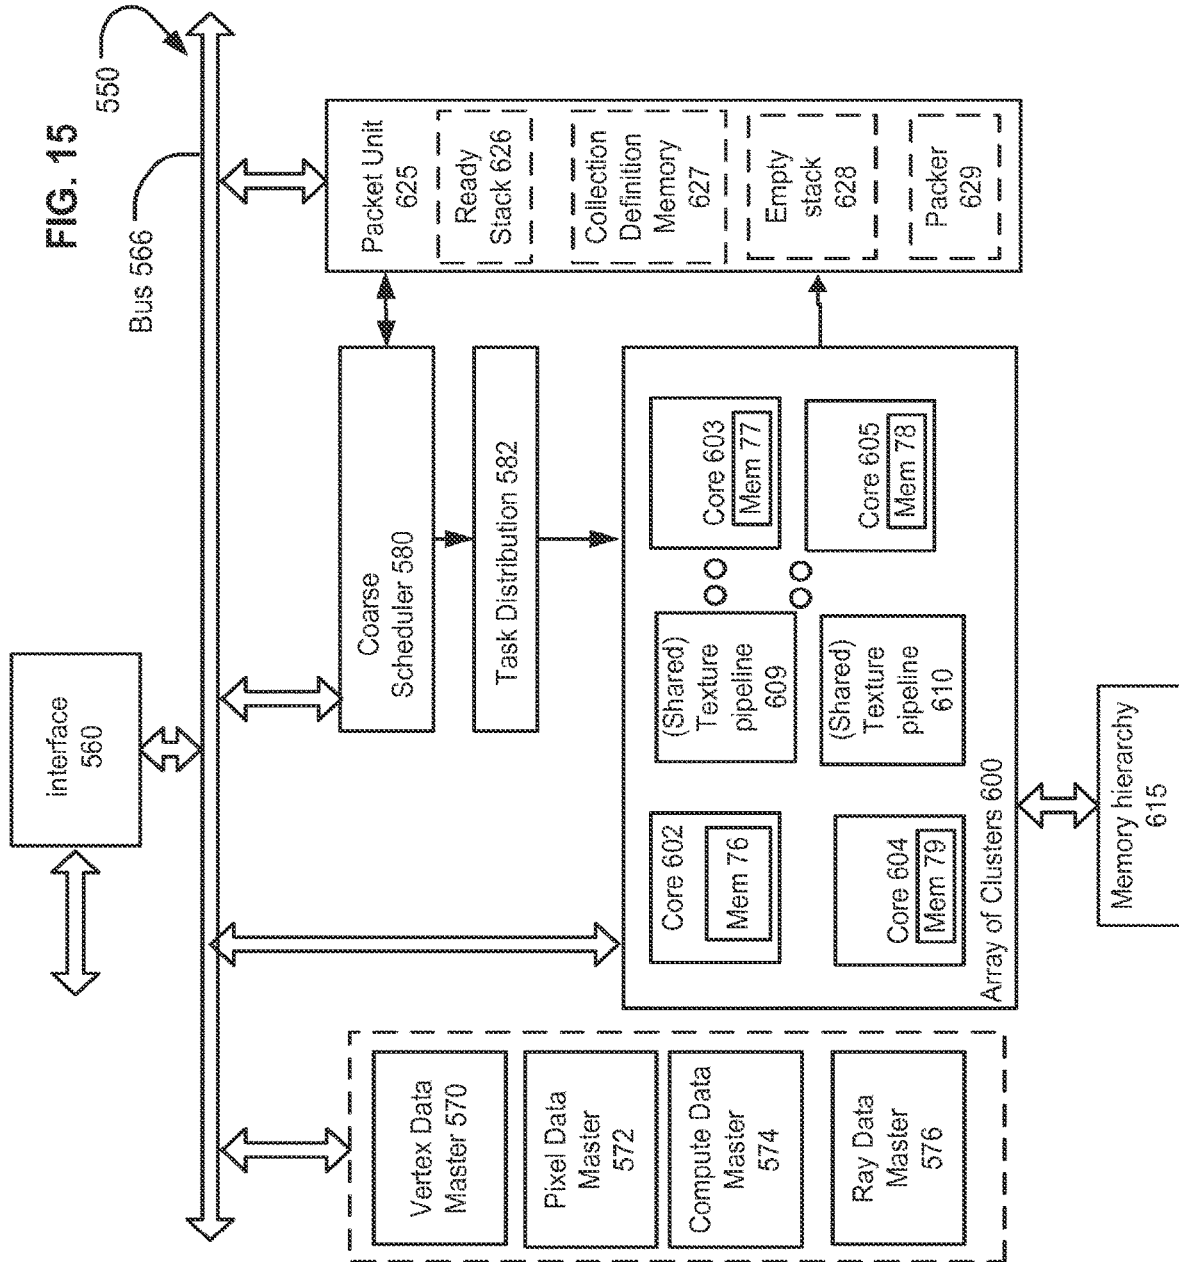 FIG. 15
550
Bus 566
interface
560
Vertex Data
Master 570
Pixel Data
Master
572
Compute Data
Master
574
Ray Data
Master
576
Coarse
Scheduler 580
Task Distribution 582
Packet Unit
625
Ready
Stack 626
Collection
Definition
Memory
627
Empty
stack
628
Packer
629
Core 602
Mem 76
(Shared)
Texture
pipeline
609
Core 603
Mem 77
Core 604
Mem 79
(Shared)
Texture
pipeline
610
Core 605
Mem 78
Array of Clusters 600
Memory hierarchy
615